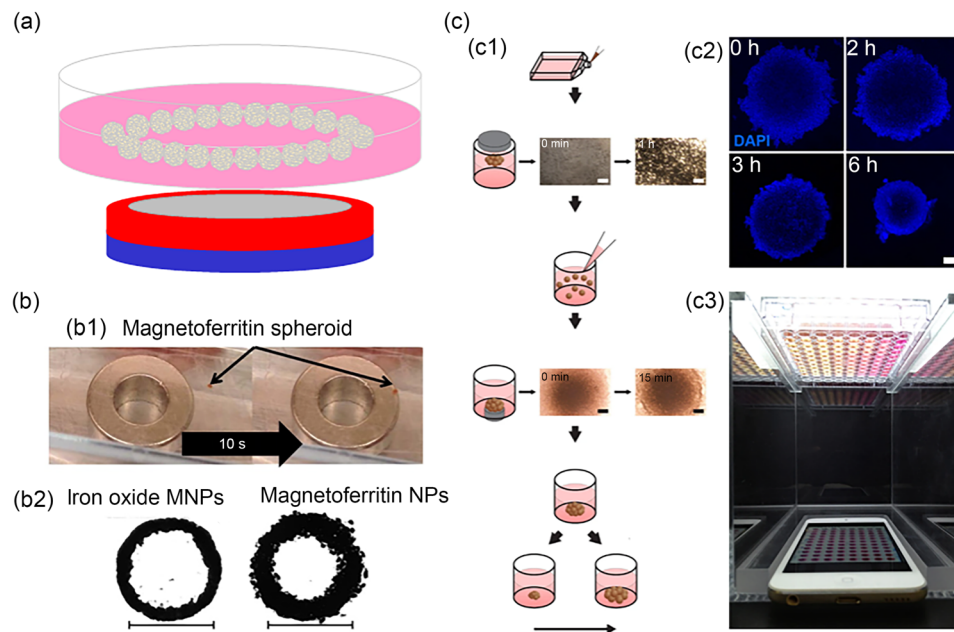 (a)
(b)
(b1) Magnetoferritin spheroid
10 s
(b2)
Iron oxide MNPs Magnetoferritin NPs
(c)
(c1)
0 min
1 h
0 min
15 min
(c2)
0 h
2 h
DAPI
3 h
6 h
(c3)